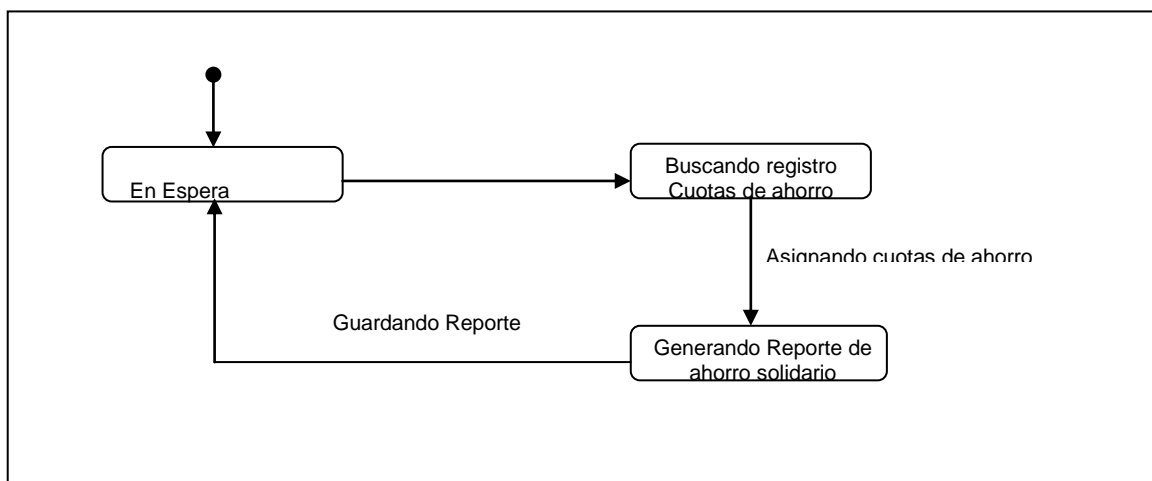 Buscando registro
Cuotas de ahorro
En Espera
Asignando cuotas de ahorro
Guardando Reporte
Generando Reporte de
ahorro solidario